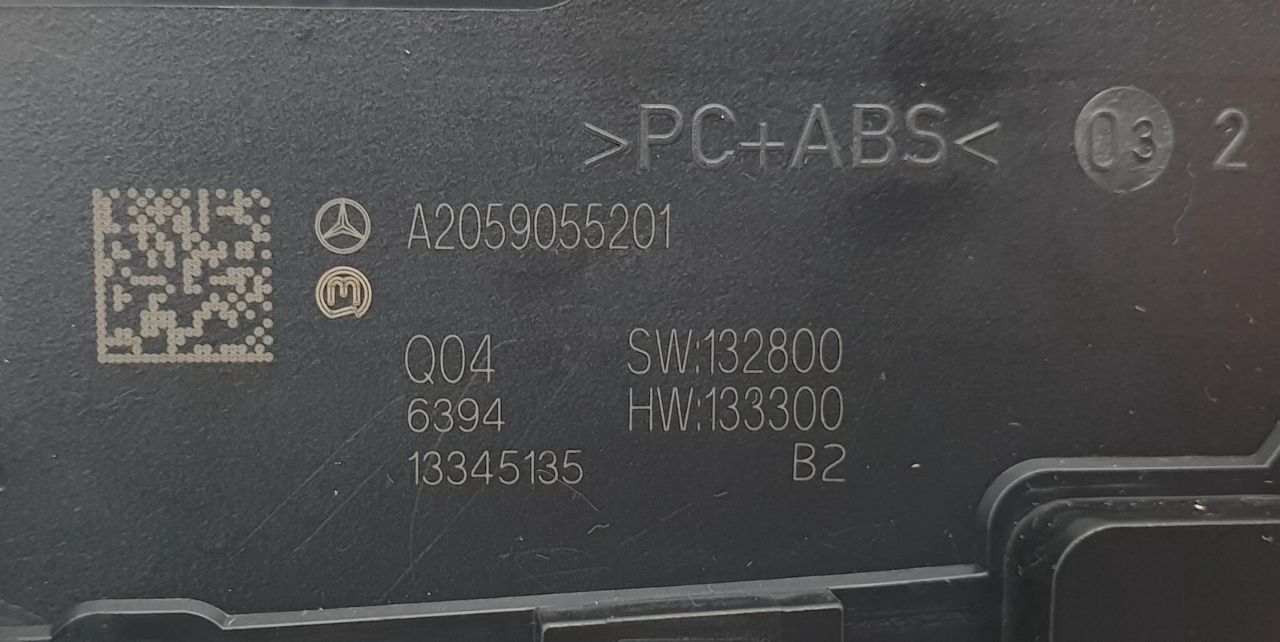 >PC+ABS< 03 2
A2059055201
Q04 SW:132800
6394 HW:133300
13345135 B2